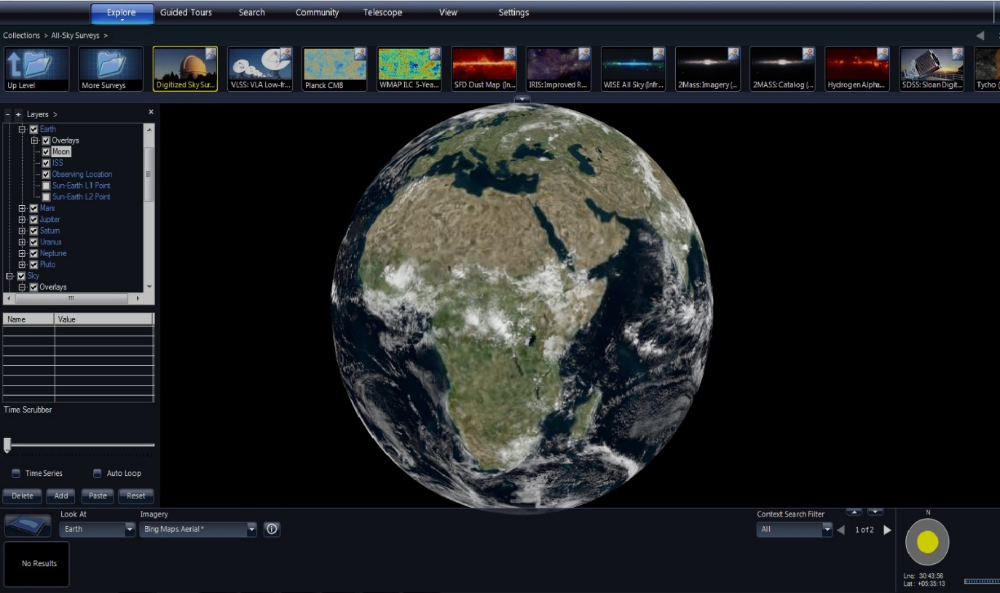 Explore Guided Tours Search Community Telescope View Settings
Collections > All-Sky Surveys >
Up Level
More Surveys
Digitized Sky Sur...
VLSS: VLA Low-fr...
Planck CMB
WMAP ILC 5-Yea...
SFD Dust Map (In...
IRIS: Improved R...
WISE All Sky (Infr...
2Mass: Imagery (...
2MASS: Catalog (...
Hydrogen Alpha...
SDSS: Sloan Digit...
Tycho (
Layers >
Earth
Overlays
Moon
ISS
Observing Location
Sun-Earth L1 Point
Sun-Earth L2 Point
Mars
Jupiter
Saturn
Uranus
Neptune
Pluto
Sky
Overlays
Name Value
Time Scrubber
Time Series Auto Loop
Delete Add Paste Reset
Look At Imagery
Earth Bing Maps Aerial *
No Results
Context Search Filter
All 1 of 2
N
Lng: 30:43:56
Lat: +05:35:13